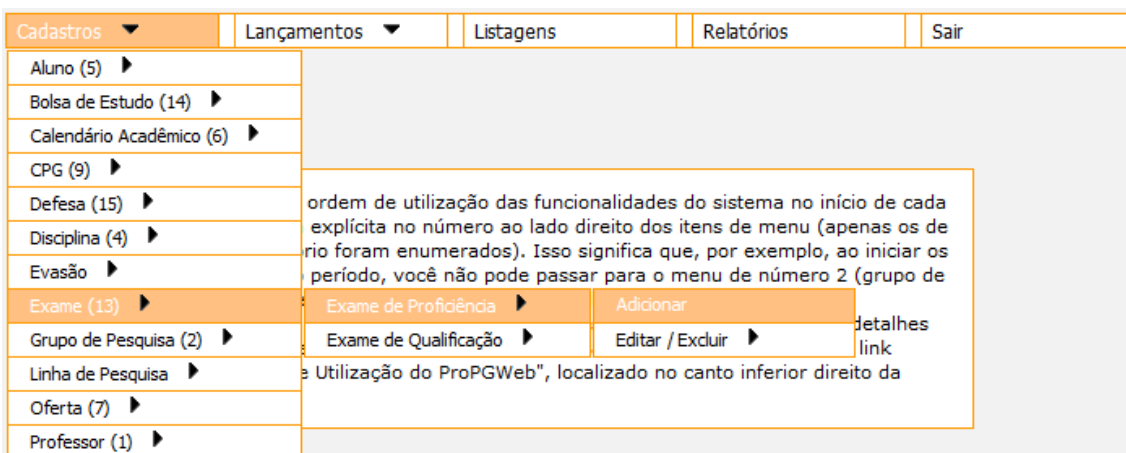 Cadastros Lançamentos Listagens Relatórios Sair
Aluno (5)
Bolsa de Estudo (14)
Calendário Acadêmico (6)
CPG (9)
Defesa (15)
Disciplina (4)
Evasão
Exame (13)
Grupo de Pesquisa (2)
Linha de Pesquisa
Oferta (7)
Professor (1)
Exame de Proficiência
Exame de Qualificação
Adicionar
Editar / Excluir
ordem de utilização das funcionalidades do sistema no início de cada
explícita no número ao lado direito dos itens de menu (apenas os de
rio foram enumerados). Isso significa que, por exemplo, ao iniciar os
período, você não pode passar para o menu de número 2 (grupo de
detalhes
link
Utilização do ProPGWeb", localizado no canto inferior direito da